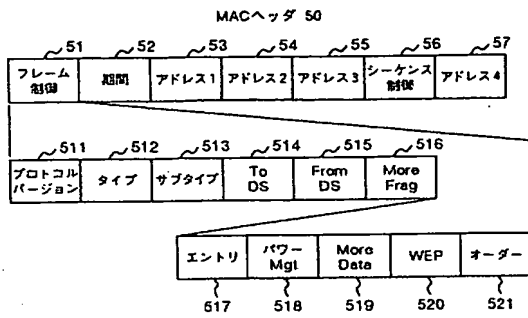 MACヘッダ 50
51 52 53 54 55 56 57
フレーム制御 期間 アドレス1 アドレス2 アドレス3 シーケンス制御 アドレス4
511 512 513 514 515 516
プロトコルバージョン タイプ サブタイプ To DS From DS More Frag
エントリ パワーMgt More Data WEP オーダー
517 518 519 520 521